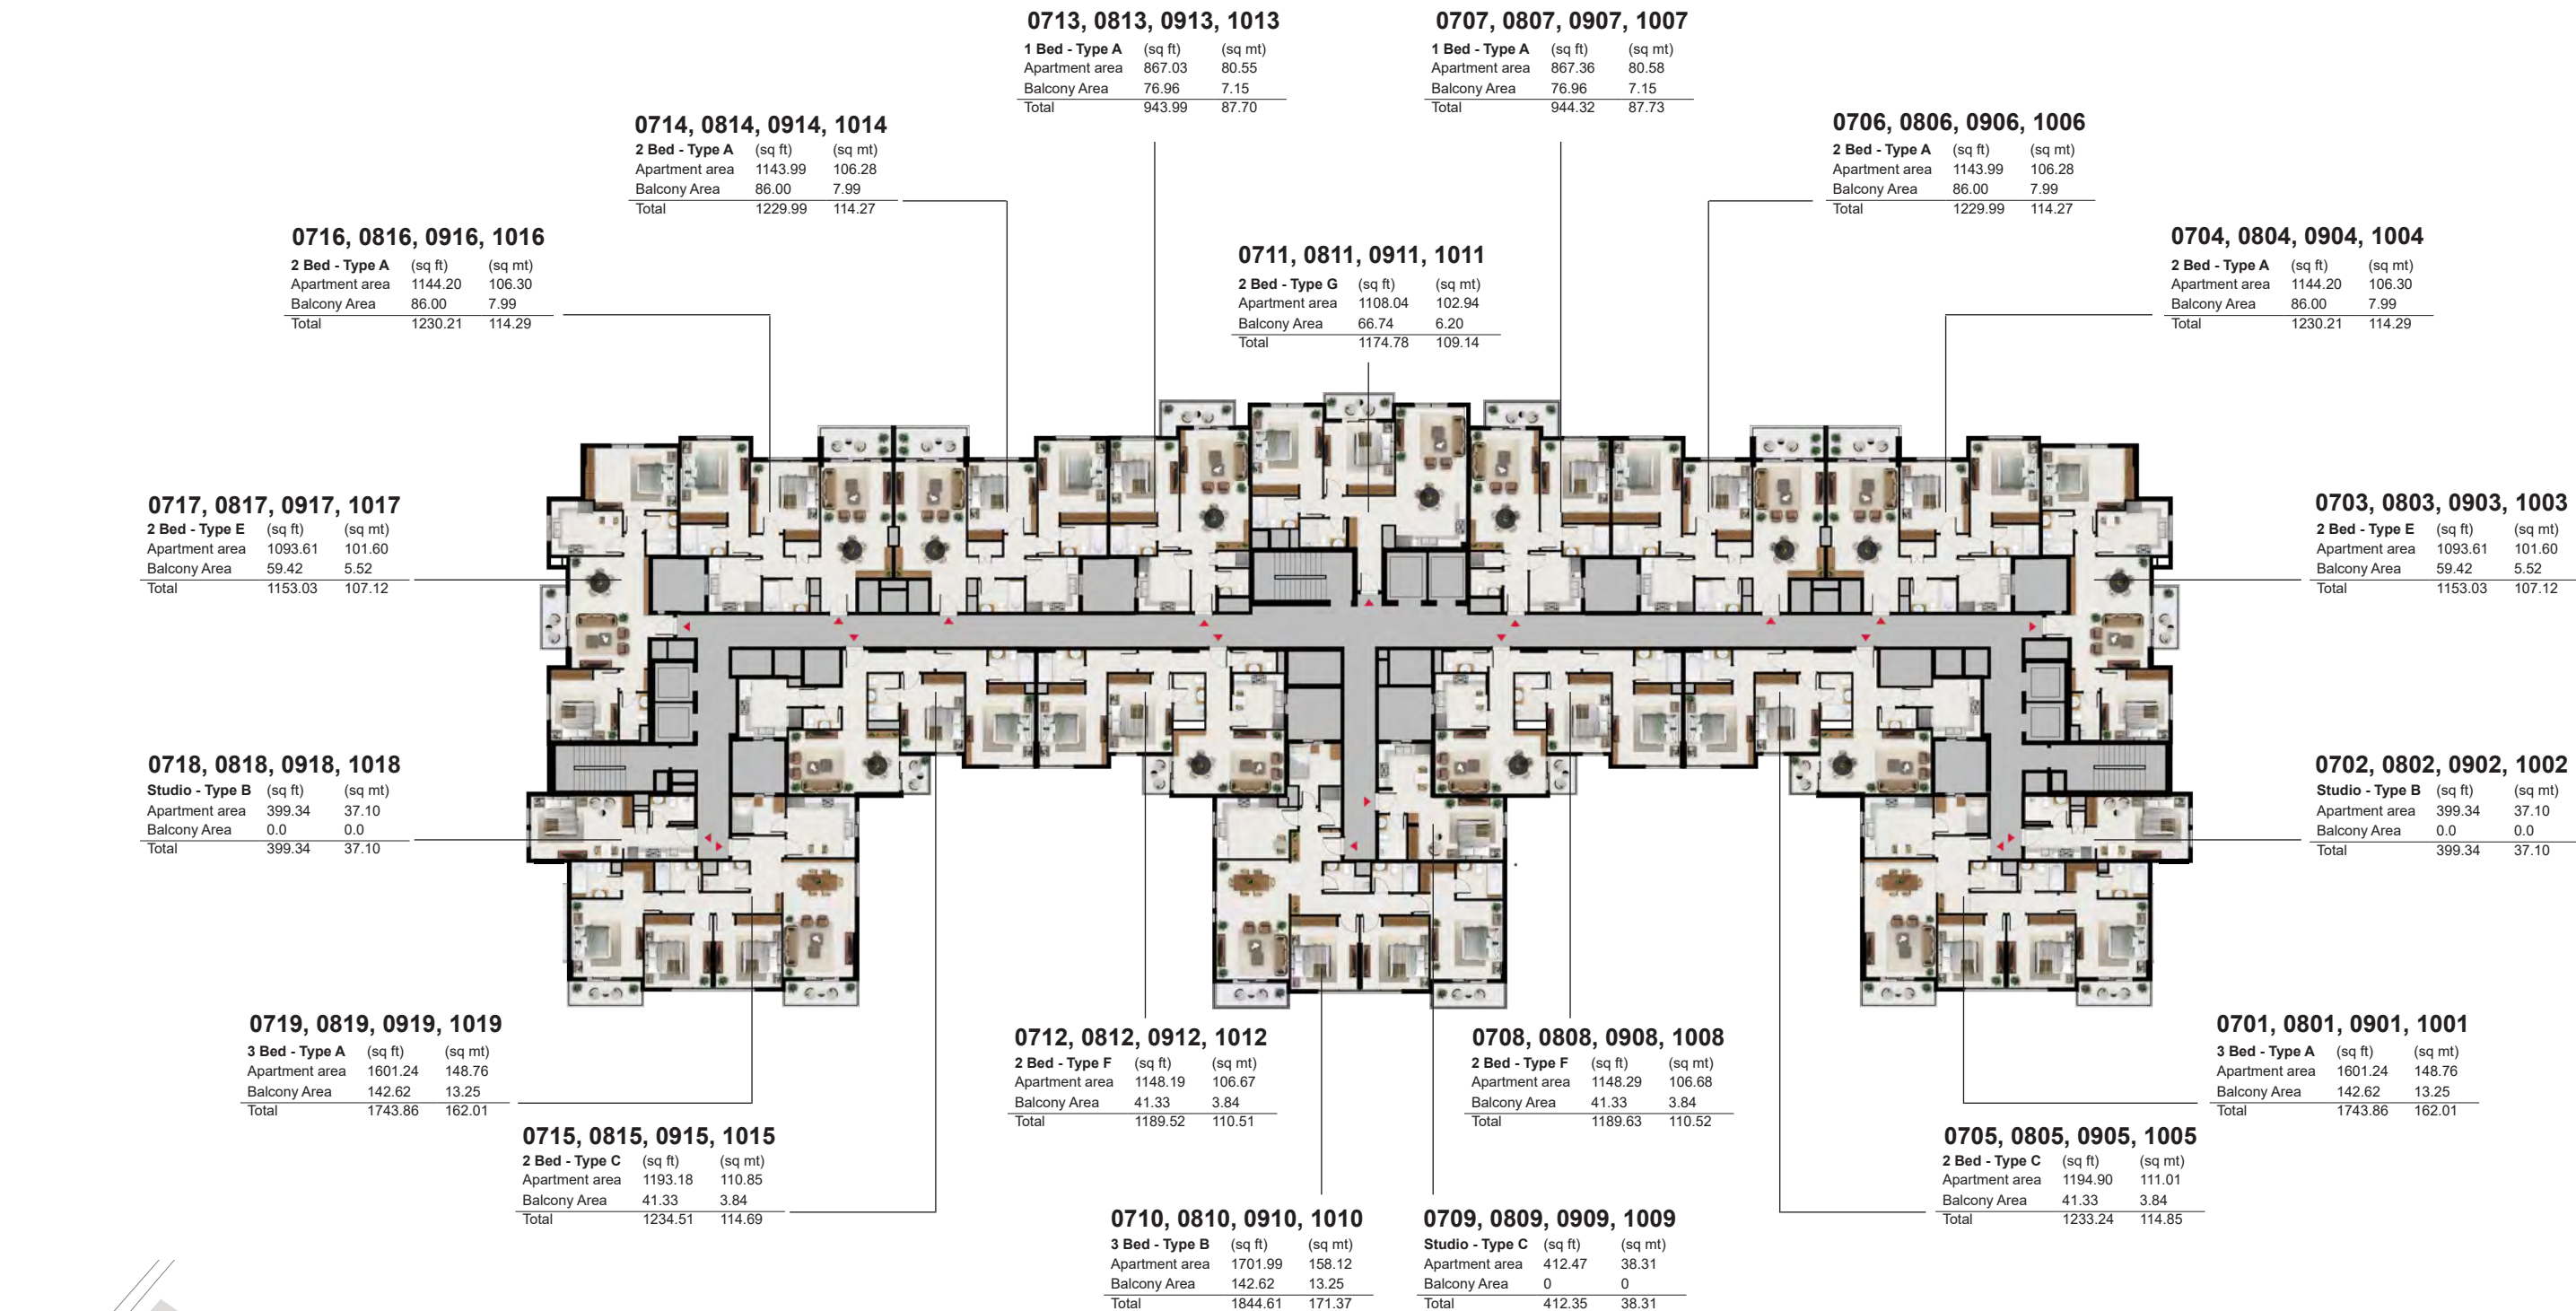 0713, 0813, 0913, 1013
1 Bed - Type A (sq ft) (sq mt)
Apartment area 867.03 80.55
Balcony Area 76.96 7.15
Total 943.99 87.70
0707, 0807, 0907, 1007
1 Bed - Type A (sq ft) (sq mt)
Apartment area 867.36 80.58
Balcony Area 76.96 7.15
Total 944.32 87.73
0714, 0814, 0914, 1014
2 Bed - Type A (sq ft) (sq mt)
Apartment area 1143.99 106.28
Balcony Area 86.00 7.99
Total 1229.99 114.27
0706, 0806, 0906, 1006
2 Bed - Type A (sq ft) (sq mt)
Apartment area 1143.99 106.28
Balcony Area 86.00 7.99
Total 1229.99 114.27
0716, 0816, 0916, 1016
2 Bed - Type A (sq ft) (sq mt)
Apartment area 1144.20 106.30
Balcony Area 86.00 7.99
Total 1230.21 114.29
0711, 0811, 0911, 1011
2 Bed - Type G (sq ft) (sq mt)
Apartment area 1108.04 102.94
Balcony Area 66.74 6.20
Total 1174.78 109.14
0704, 0804, 0904, 1004
2 Bed - Type A (sq ft) (sq mt)
Apartment area 1144.20 106.30
Balcony Area 86.00 7.99
Total 1230.21 114.29
0717, 0817, 0917, 1017
2 Bed - Type E (sq ft) (sq mt)
Apartment area 1093.61 101.60
Balcony Area 59.42 5.52
Total 1153.03 107.12
0703, 0803, 0903, 1003
2 Bed - Type E (sq ft) (sq mt)
Apartment area 1093.61 101.60
Balcony Area 59.42 5.52
Total 1153.03 107.12
0718, 0818, 0918, 1018
Studio - Type B (sq ft) (sq mt)
Apartment area 399.34 37.10
Balcony Area 0.0 0.0
Total 399.34 37.10
0702, 0802, 0902, 1002
Studio - Type B (sq ft) (sq mt)
Apartment area 399.34 37.10
Balcony Area 0.0 0.0
Total 399.34 37.10
0719, 0819, 0919, 1019
3 Bed - Type A (sq ft) (sq mt)
Apartment area 1601.24 148.76
Balcony Area 142.62 13.25
Total 1743.86 162.01
0712, 0812, 0912, 1012
2 Bed - Type F (sq ft) (sq mt)
Apartment area 1148.19 106.67
Balcony Area 41.33 3.84
Total 1189.52 110.51
0708, 0808, 0908, 1008
2 Bed - Type F (sq ft) (sq mt)
Apartment area 1148.29 106.68
Balcony Area 41.33 3.84
Total 1189.63 110.52
0701, 0801, 0901, 1001
3 Bed - Type A (sq ft) (sq mt)
Apartment area 1601.24 148.76
Balcony Area 142.62 13.25
Total 1743.86 162.01
0715, 0815, 0915, 1015
2 Bed - Type C (sq ft) (sq mt)
Apartment area 1193.18 110.85
Balcony Area 41.33 3.84
Total 1234.51 114.69
0705, 0805, 0905, 1005
2 Bed - Type C (sq ft) (sq mt)
Apartment area 1194.90 111.01
Balcony Area 41.33 3.84
Total 1233.24 114.85
0710, 0810, 0910, 1010
3 Bed - Type B (sq ft) (sq mt)
Apartment area 1701.99 158.12
Balcony Area 142.62 13.25
Total 1844.61 171.37
0709, 0809, 0909, 1009
Studio - Type C (sq ft) (sq mt)
Apartment area 412.47 38.31
Balcony Area 0 0
Total 412.35 38.31